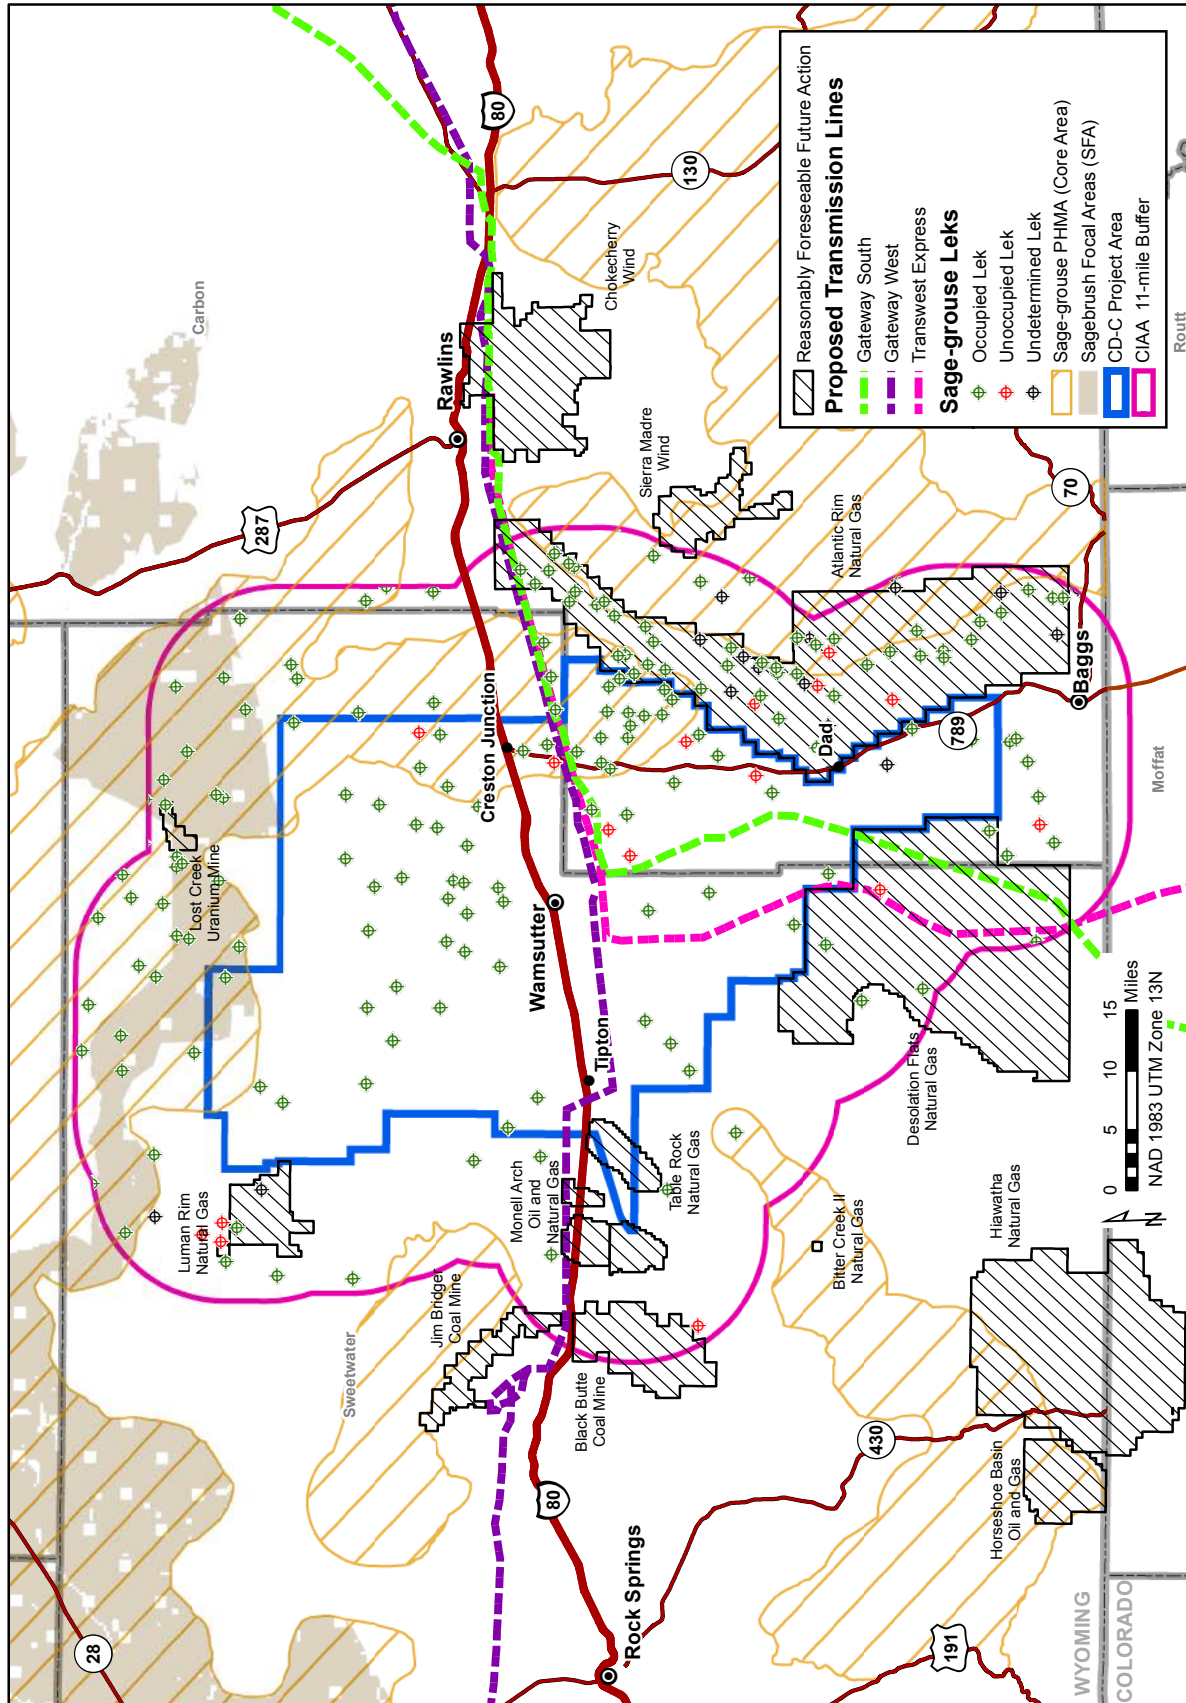 28
287
Carbon
Sweetwater
Lost Creek
Uranium Mine
Luman Rim
Natural Gas
Jim Bridger
Coal Mine
Monell Arch
Oil and
Natural Gas
Black Butte
Coal Mine
Table Rock
Natural Gas
80
Rock Springs
Tipton
Wamsutter
Creston Junction
Rawlins
80
130
Chokecherry
Wind
Sierra Madre
Wind
Atlantic Rim
Natural Gas
Dad
789
Baggs
70
Desolation Flats
Natural Gas
Bitter Creek II
Natural Gas
Hiawatha
Natural Gas
Horseshoe Basin
Oil and Gas
430
191
WYOMING
COLORADO
Moffat
Routt
N
0 5 10 15
Miles
NAD 1983 UTM Zone 13N
Reasonably Foreseeable Future Action
Proposed Transmission Lines
Gateway South
Gateway West
Transwest Express
Sage-grouse Leks
Occupied Lek
Unoccupied Lek
Undetermined Lek
Sage-grouse PHMA (Core Area)
Sagebrush Focal Areas (SFA)
CD-C Project Area
CIAA 11-mile Buffer